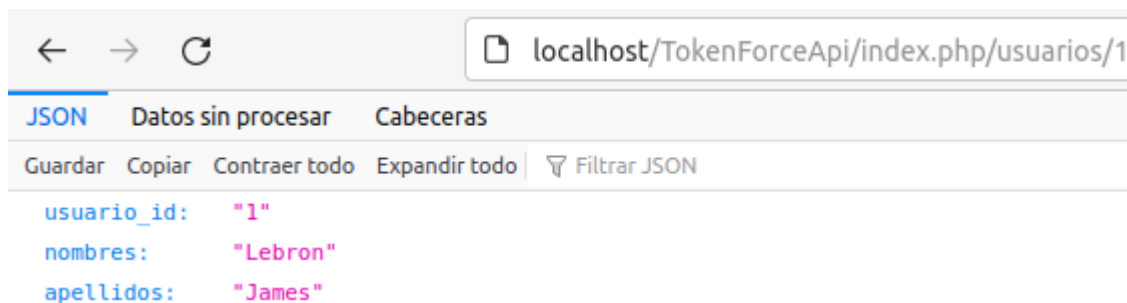 localhost/TokenForceApi/index.php/usuarios/1
JSON Datos sin procesar Cabeceras
Guardar Copiar Contraer todo Expandir todo Filtrar JSON
usuario_id: "1"
nombres: "Lebron"
apellidos: "James"